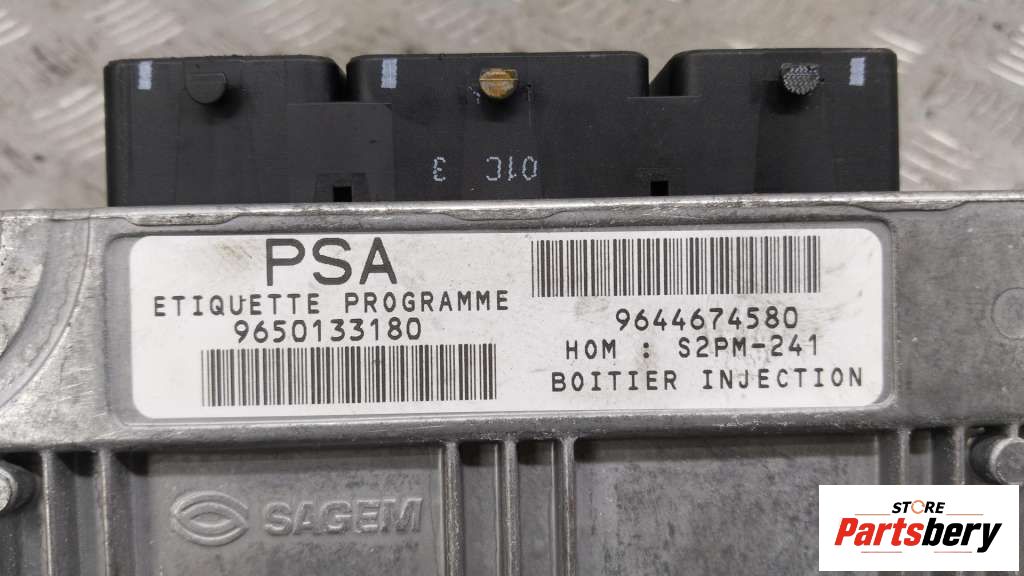 01C 3
PSA
ETIQUETTE PROGRAMME
9650133180
9644674580
HOM : S2PM-241
BOITIER INJECTION
SAGEM
STORE
Partsbery